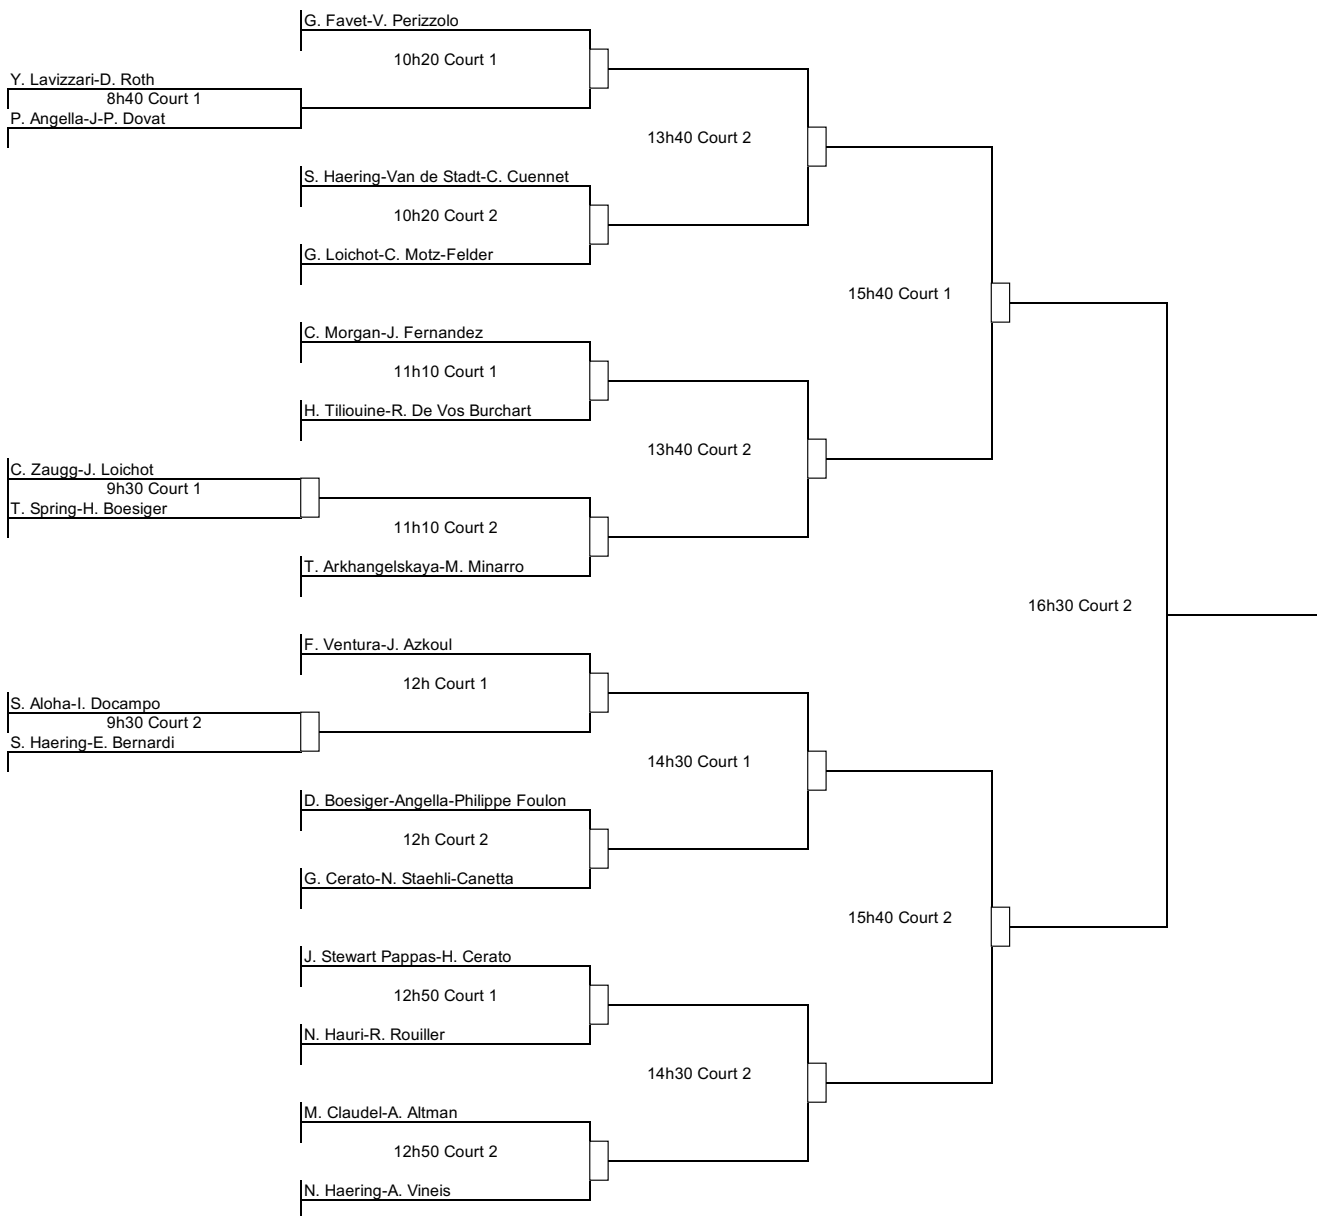 G. Favet-V. Perizzolo
10h20 Court 1
Y. Lavizzari-D. Roth
8h40 Court 1
P. Angella-J-P. Dovat
13h40 Court 2
S. Haering-Van de Stadt-C. Cuennet
10h20 Court 2
G. Loichot-C. Motz-Felder
15h40 Court 1
C. Morgan-J. Fernandez
11h10 Court 1
H. Tiliouine-R. De Vos Burchart
13h40 Court 2
C. Zaugg-J. Loichot
9h30 Court 1
T. Spring-H. Boesiger
11h10 Court 2
T. Arkhangelskaya-M. Minarro
16h30 Court 2
F. Ventura-J. Azkoul
12h Court 1
S. Aloha-I. Docampo
9h30 Court 2
S. Haering-E. Bernardi
14h30 Court 1
D. Boesiger-Angella-Philippe Foulon
12h Court 2
G. Cerato-N. Staehli-Canetta
15h40 Court 2
J. Stewart Pappas-H. Cerato
12h50 Court 1
N. Hauri-R. Rouiller
14h30 Court 2
M. Claudel-A. Altman
12h50 Court 2
N. Haering-A. Vineis